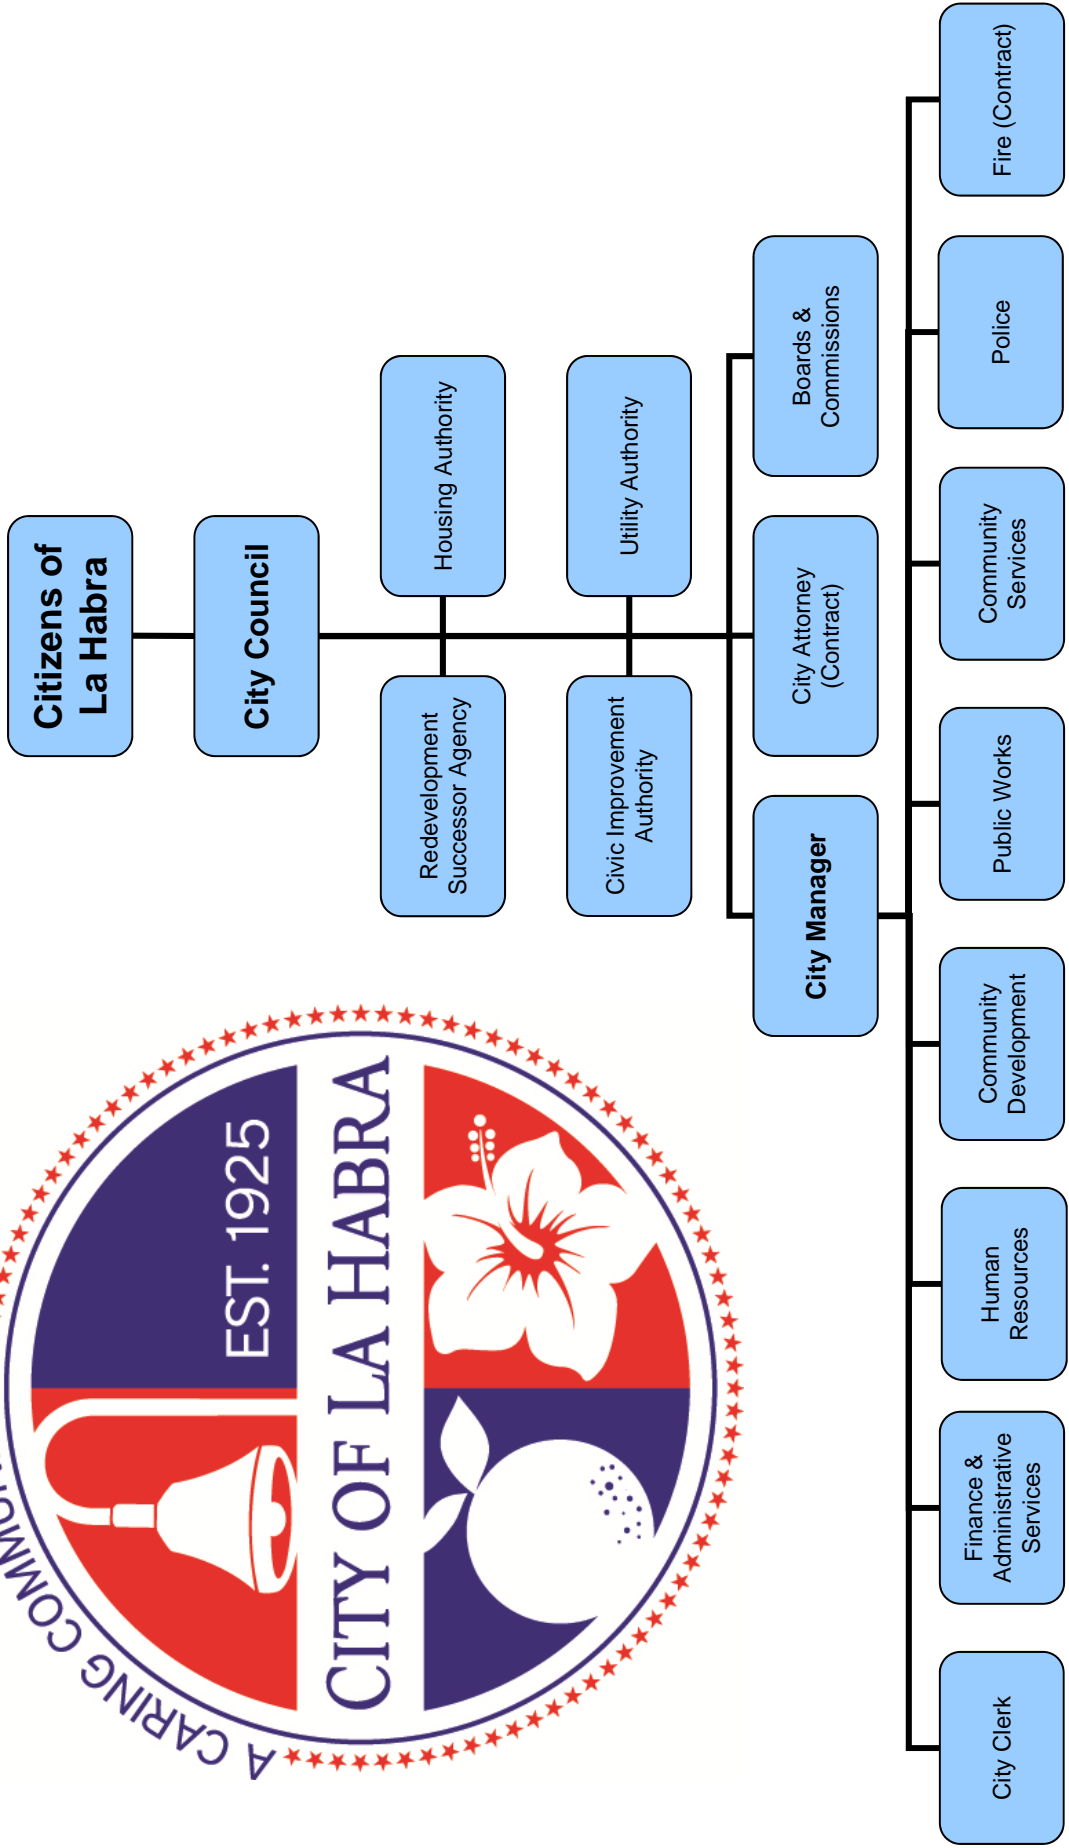 Citizens of
La Habra
City Council
Redevelopment
Successor Agency
Housing Authority
Civic Improvement
Authority
Utility Authority
City Manager
City Attorney
(Contract)
Boards &
Commissions
City Clerk
Finance &
Administrative
Services
Human
Resources
Community
Development
Public Works
Community
Services
Police
Fire (Contract)
A CARING
EST. 1925
CITY OF LA HABRA